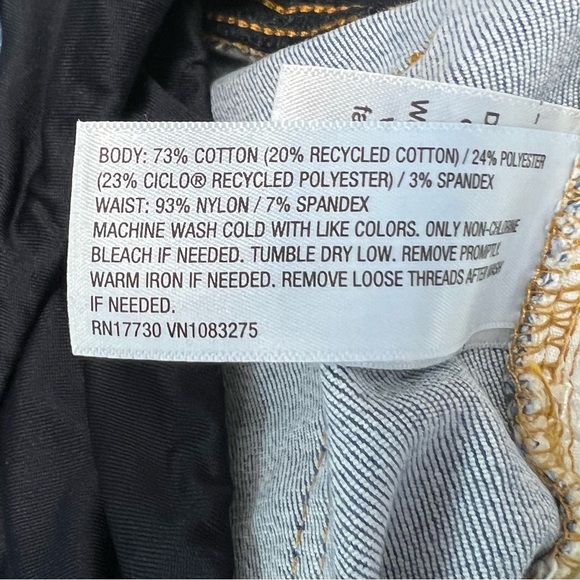 BODY: 73% COTTON (20% RECYCLED COTTON) / 24% POLYESTER
(23% CICLO® RECYCLED POLYESTER) / 3% SPANDEX
WAIST: 93% NYLON / 7% SPANDEX
MACHINE WASH COLD WITH LIKE COLORS. ONLY NON-CHLORINE
BLEACH IF NEEDED. TUMBLE DRY LOW. REMOVE PROMPTLY.
WARM IRON IF NEEDED. REMOVE LOOSE THREADS AFTER WASH
IF NEEDED.
RN17730 VN1083275